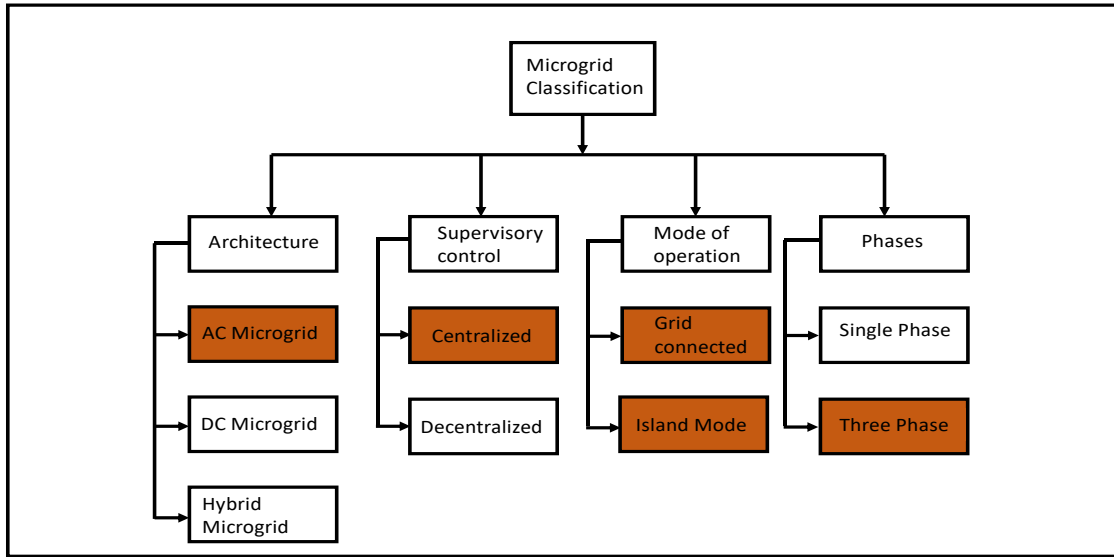 Microgrid
Classification
Architecture
Supervisory
control
Mode of
operation
Phases
AC Microgrid
Centralized
Grid
connected
Single Phase
DC Microgrid
Decentralized
Island Mode
Three Phase
Hybrid
Microgrid